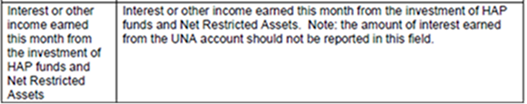 Interest or other
income earned
this month from
the investment of
HAP funds and
Net Restricted
Assets
Interest or other income earned this month from the investment of HAP
funds and Net Restricted Assets.  Note: the amount of interest earned
from the UNA account should not be reported in this field.